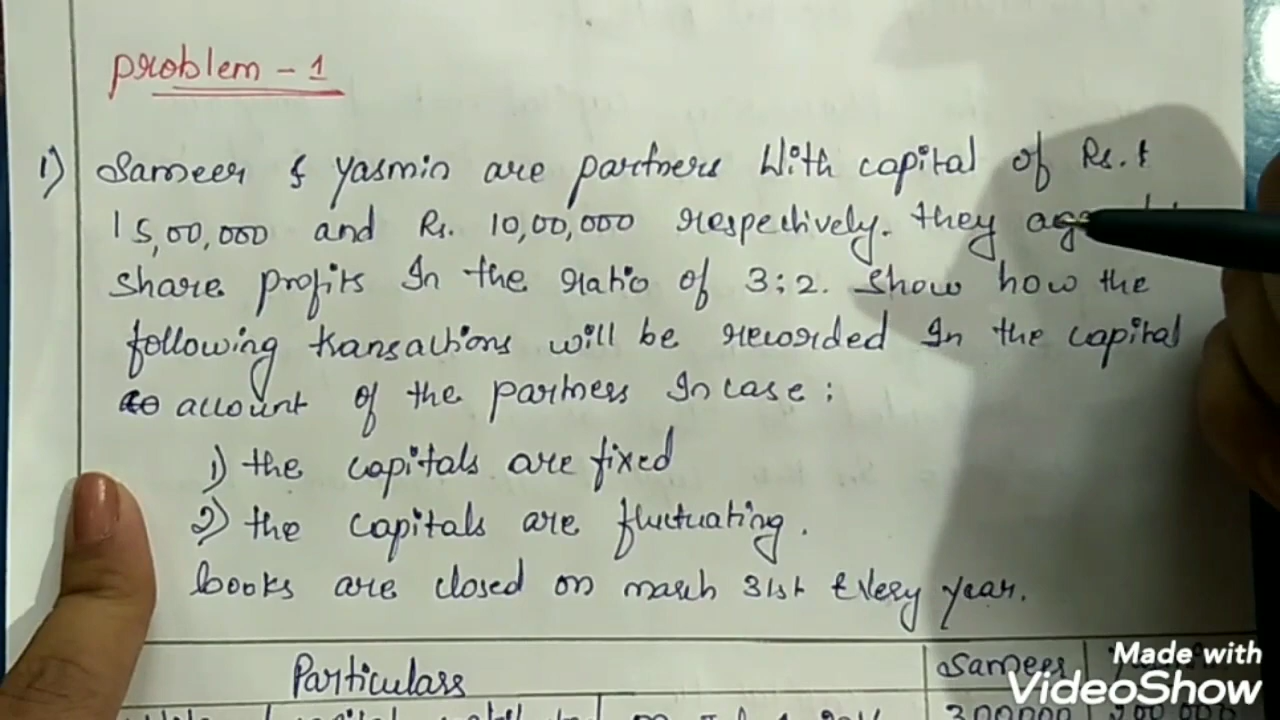 Problem - 1
1) Sameer & Yasmin are partners With capital of Rs.
15,00,000 and Rs. 10,00,000 respectively. they
share profits In the ratio of 3:2. Show how the
following transactions will be recorded In the capital
account of the partners In case :
1) the capitals are fixed
2) the capitals are fluctuating.
books are closed on march 31st Every year.
Particulars Sameer
300000
Made with
VideoShow